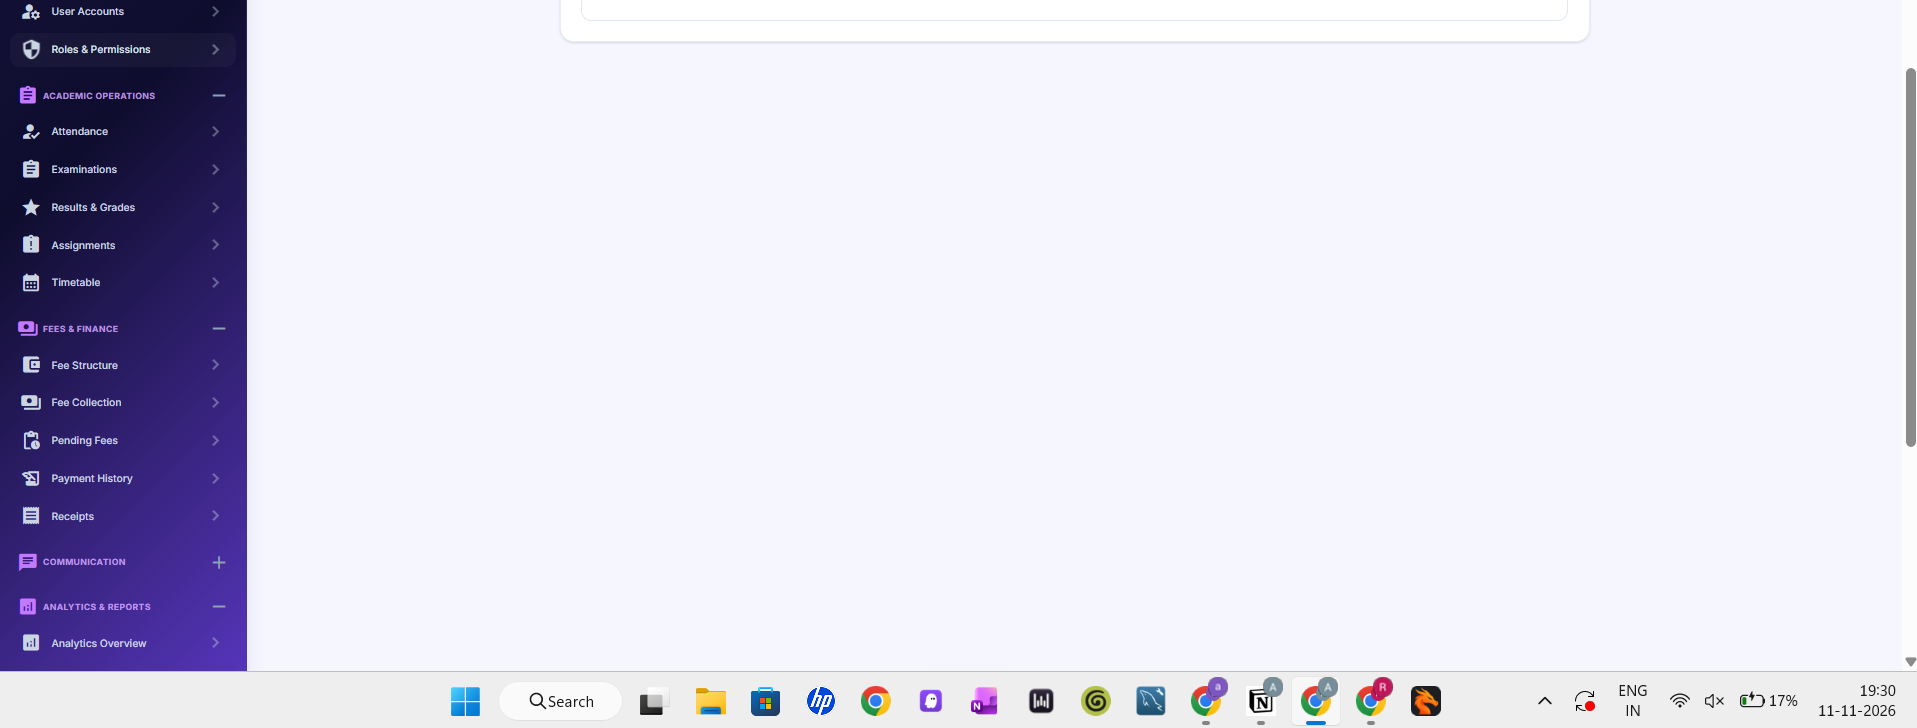 User Accounts
Roles & Permissions
ACADEMIC OPERATIONS
Attendance
Examinations
Results & Grades
Assignments
Timetable
FEES & FINANCE
Fee Structure
Fee Collection
Pending Fees
Payment History
Receipts
COMMUNICATION
ANALYTICS & REPORTS
Analytics Overview
Search
hp
N
a
N
A
A
R
ENG
IN
17%
19:30
11-11-2026